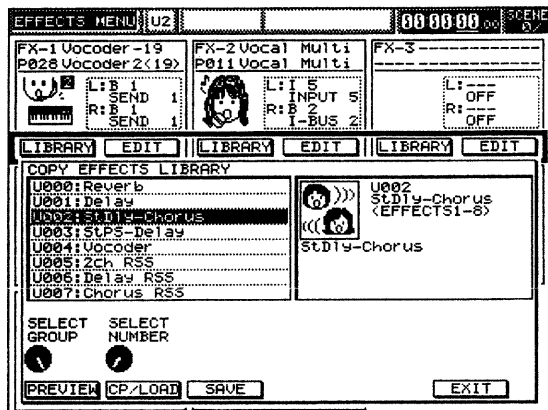 EFFECTS MENU U2 00:00:00.00 SCENE
FX-1 Vocoder-19 FX-2 Vocal Multi FX-3---------------
P028 Vocoder2(19) P011 Vocal Multi
2 L:B 1 L:I 5 L:---
SEND 1 INPUT 5 OFF
R:B 1 R:B 2 R:---
SEND 1 I-BUS 2 OFF
LIBRARY EDIT LIBRARY EDIT LIBRARY EDIT
COPY EFFECTS LIBRARY
U000:Reverb U002
U001:Delay StDly-Chorus
U002:StDly-Chorus <EFFECTS1-8>
U003:StPS-Delay
U004:Vocoder StDly-Chorus
U005:2ch RSS
U006:Delay RSS
U007:Chorus RSS
SELECT SELECT
GROUP NUMBER
PREVIEW CP/LOAD SAVE EXIT